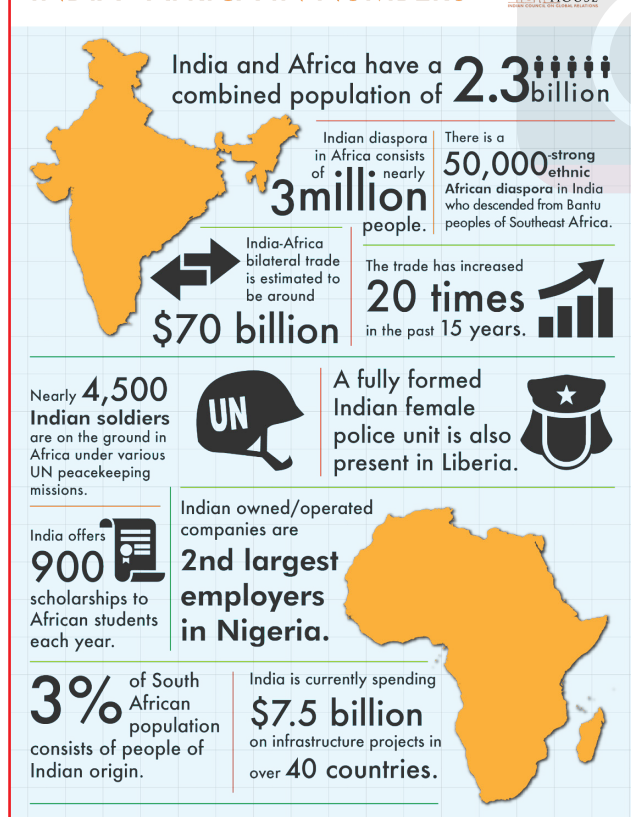 INDIAN COUNCIL ON GLOBAL RELATIONS
India and Africa have a
combined population of
2.3 billion
Indian diaspora
in Africa consists
of nearly
3 million
people.
There is a
50,000-strong
ethnic
African diaspora in India
who descended from Bantu
peoples of Southeast Africa.
India-Africa
bilateral trade
is estimated to
be around
$70 billion
The trade has increased
20 times
in the past 15 years.
Nearly 4,500
Indian soldiers
are on the ground in
Africa under various
UN peacekeeping
missions.
UN
A fully formed
Indian female
police unit is also
present in Liberia.
India offers
900
scholarships to
African students
each year.
Indian owned/operated
companies are
2nd largest
employers
in Nigeria.
3% of South
African
population
consists of people of
Indian origin.
India is currently spending
$7.5 billion
on infrastructure projects in
over 40 countries.